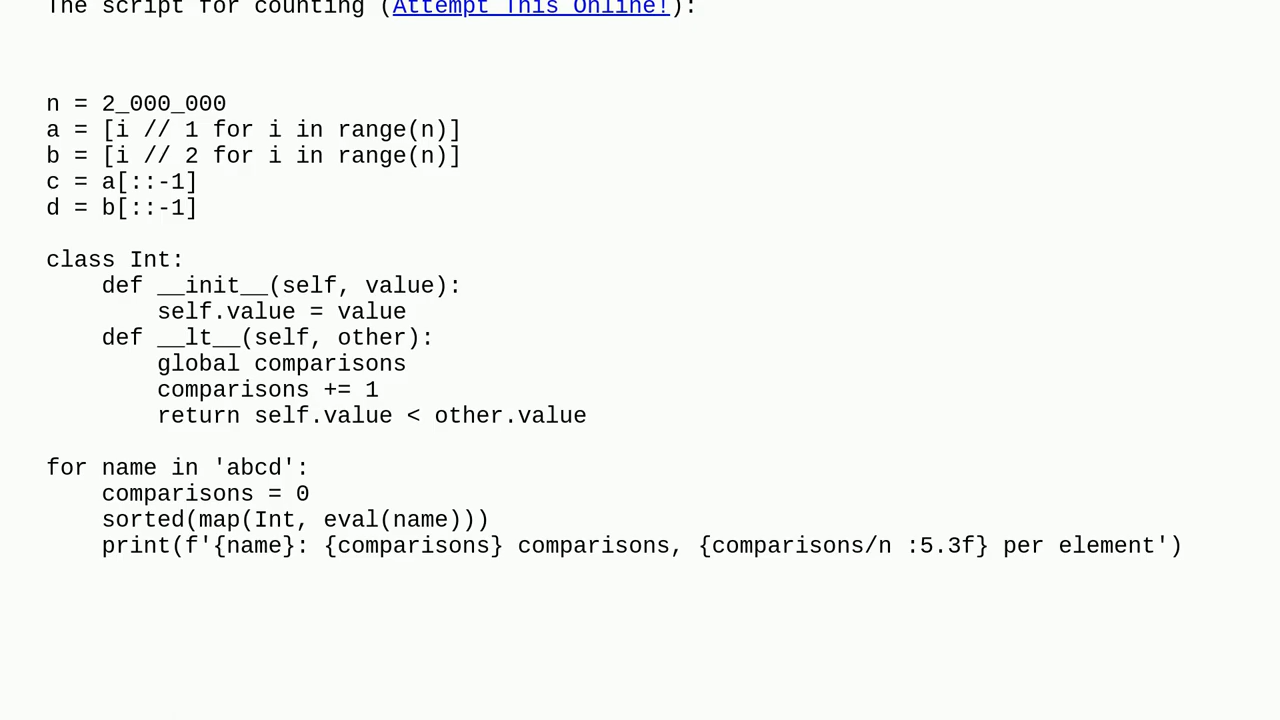 The script for counting (Attempt This Online!):
n = 2_000_000
a = [i // 1 for i in range(n)]
b = [i // 2 for i in range(n)]
c = a[::-1]
d = b[::-1]
class Int:
    def __init__(self, value):
        self.value = value
    def __lt__(self, other):
        global comparisons
        comparisons += 1
        return self.value < other.value
for name in 'abcd':
    comparisons = 0
    sorted(map(Int, eval(name)))
    print(f'{name}: {comparisons} comparisons, {comparisons/n :5.3f} per element')